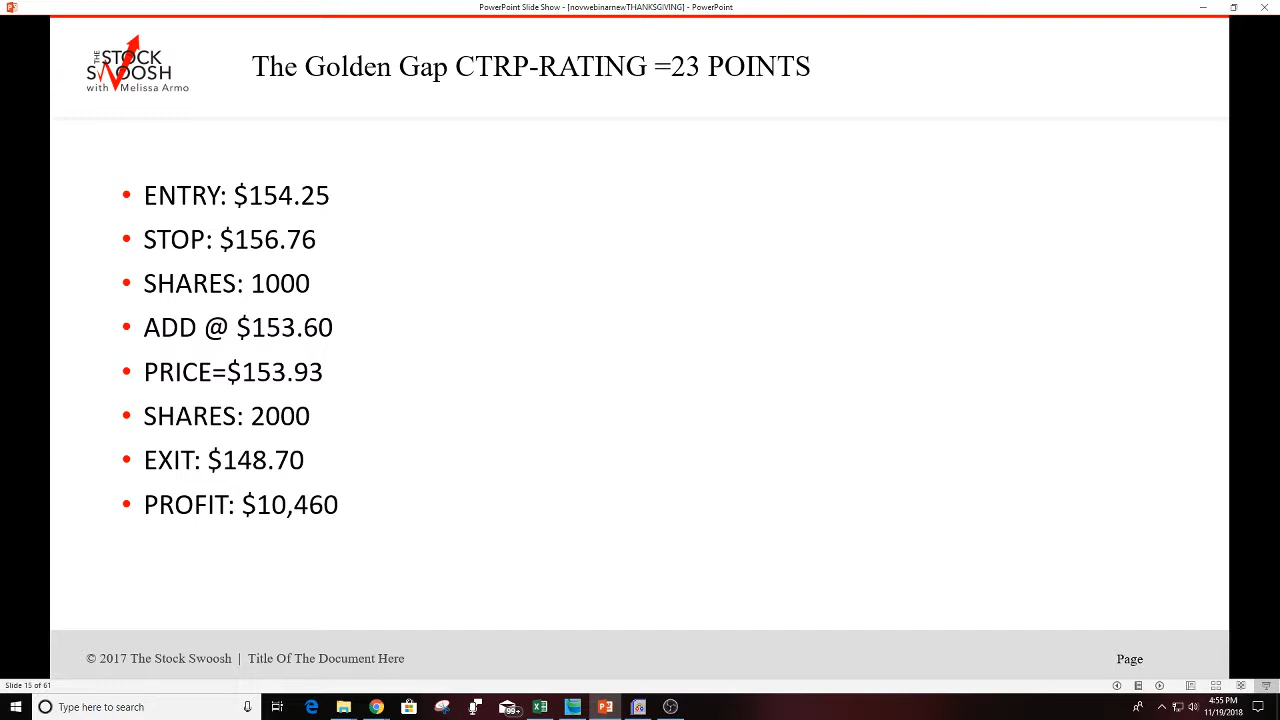 PowerPoint Slide Show - [novwebinarnewTHANKSGIVING] - PowerPoint
THE STOCK
SWOOSH
with Melissa Armo
The Golden Gap CTRP-RATING =23 POINTS
• ENTRY: $154.25
• STOP: $156.76
• SHARES: 1000
• ADD @ $153.60
• PRICE=$153.93
• SHARES: 2000
• EXIT: $148.70
• PROFIT: $10,460
© 2017 The Stock Swoosh | Title Of The Document Here
Page
Slide 15 of 61
Type here to search
4:55 PM
11/19/2018